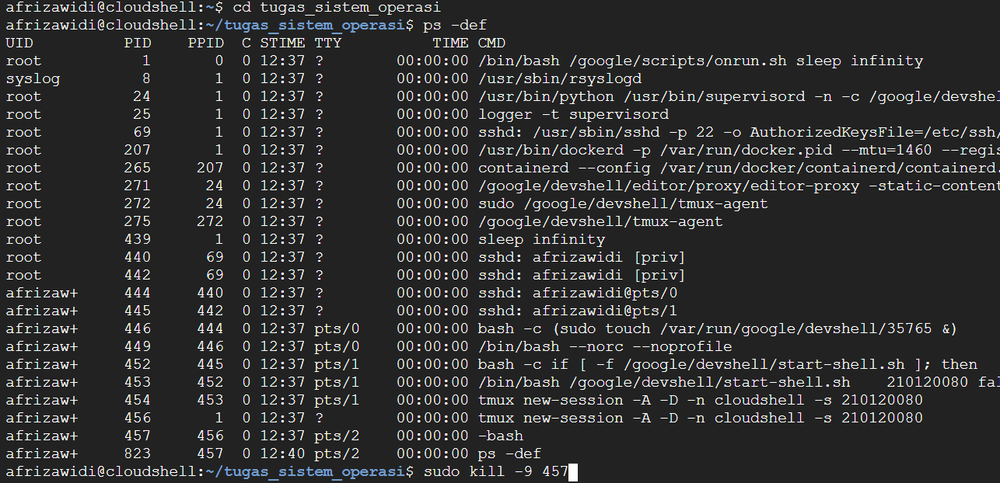 afrizawidi@cloudshell:~$ cd tugas_sistem_operasi
afrizawidi@cloudshell:~/tugas_sistem_operasi$ ps -def
UID          PID    PPID  C STIME TTY          TIME CMD
root           1       0  0 12:37 ?        00:00:00 /bin/bash /google/scripts/onrun.sh sleep infinity
syslog         8       1  0 12:37 ?        00:00:00 /usr/sbin/rsyslogd
root          24       1  0 12:37 ?        00:00:00 /usr/bin/python /usr/bin/supervisord -n -c /google/devshel
root          25       1  0 12:37 ?        00:00:00 logger -t supervisord
root          69       1  0 12:37 ?        00:00:00 sshd: /usr/sbin/sshd -p 22 -o AuthorizedKeysFile=/etc/ssh/
root         207       1  0 12:37 ?        00:00:00 /usr/bin/dockerd -p /var/run/docker.pid --mtu=1460 --regis
root         265     207  0 12:37 ?        00:00:00 containerd --config /var/run/docker/containerd/containerd.
root         271      24  0 12:37 ?        00:00:00 /google/devshell/editor/proxy/editor-proxy -static-content
root         272      24  0 12:37 ?        00:00:00 sudo /google/devshell/tmux-agent
root         275     272  0 12:37 ?        00:00:00 /google/devshell/tmux-agent
root         439       1  0 12:37 ?        00:00:00 sleep infinity
root         440      69  0 12:37 ?        00:00:00 sshd: afrizawidi [priv]
root         442      69  0 12:37 ?        00:00:00 sshd: afrizawidi [priv]
afrizaw+     444     440  0 12:37 ?        00:00:00 sshd: afrizawidi@pts/0
afrizaw+     445     442  0 12:37 ?        00:00:00 sshd: afrizawidi@pts/1
afrizaw+     446     444  0 12:37 pts/0    00:00:00 bash -c (sudo touch /var/run/google/devshell/35765 &)
afrizaw+     449     446  0 12:37 pts/0    00:00:00 /bin/bash --norc --noprofile
afrizaw+     452     445  0 12:37 pts/1    00:00:00 bash -c if [ -f /google/devshell/start-shell.sh ]; then
afrizaw+     453     452  0 12:37 pts/1    00:00:00 /bin/bash /google/devshell/start-shell.sh    210120080 fal
afrizaw+     454     453  0 12:37 pts/1    00:00:00 tmux new-session -A -D -n cloudshell -s 210120080
afrizaw+     456       1  0 12:37 ?        00:00:00 tmux new-session -A -D -n cloudshell -s 210120080
afrizaw+     457     456  0 12:37 pts/2    00:00:00 -bash
afrizaw+     823     457  0 12:40 pts/2    00:00:00 ps -def
afrizawidi@cloudshell:~/tugas_sistem_operasi$ sudo kill -9 457